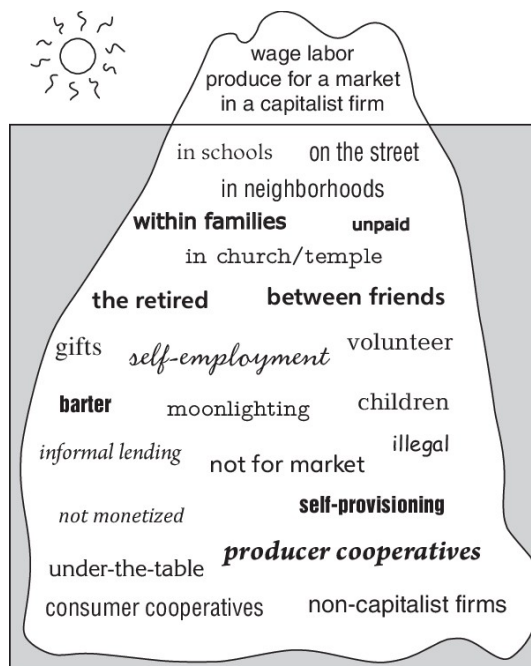 wage labor
produce for a market
in a capitalist firm
in schools on the street
in neighborhoods
within families unpaid
in church/temple
the retired between friends
gifts self-employment volunteer
barter moonlighting children
informal lending not for market illegal
not monetized self-provisioning
under-the-table producer cooperatives
consumer cooperatives non-capitalist firms